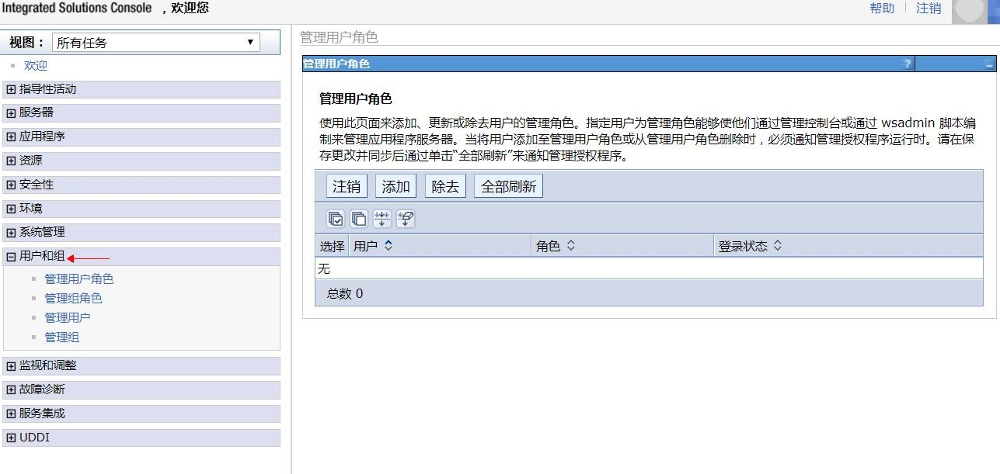 Integrated Solutions Console ，欢迎您
帮助 注销
视图： 所有任务
欢迎
指导性活动
服务器
应用程序
资源
安全性
环境
系统管理
用户和组
管理用户角色
管理组角色
管理用户
管理组
监视和调整
故障诊断
服务集成
UDDI
管理用户角色
管理用户角色 ?
管理用户角色
使用此页面来添加、更新或除去用户的管理角色。指定用户为管理角色能够使他们通过管理控制台或通过 wsadmin 脚本编
制来管理应用程序服务器。当将用户添加至管理用户角色或从管理用户角色删除时，必须通知管理授权程序运行时。请在保
存更改并同步后通过单击“全部刷新”来通知管理授权程序。
注销 添加 除去 全部刷新
选择 用户 角色 登录状态
无
总数 0